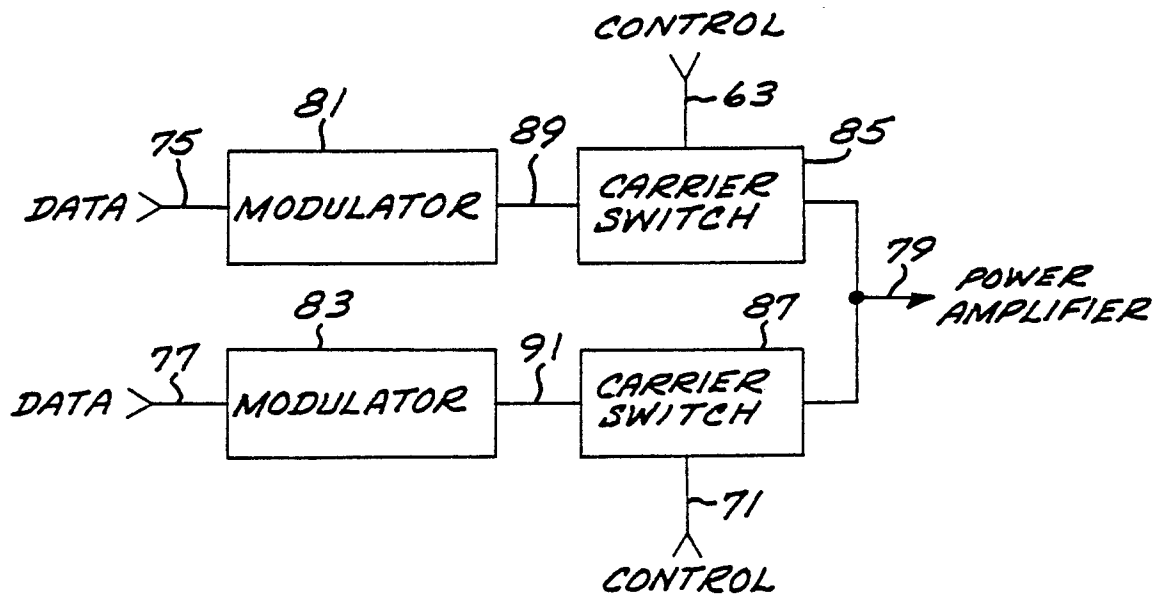 CONTROL
63
81
75
89
85
DATA
MODULATOR
CARRIER
SWITCH
79
POWER
AMPLIFIER
83
87
77
91
DATA
MODULATOR
CARRIER
SWITCH
71
CONTROL